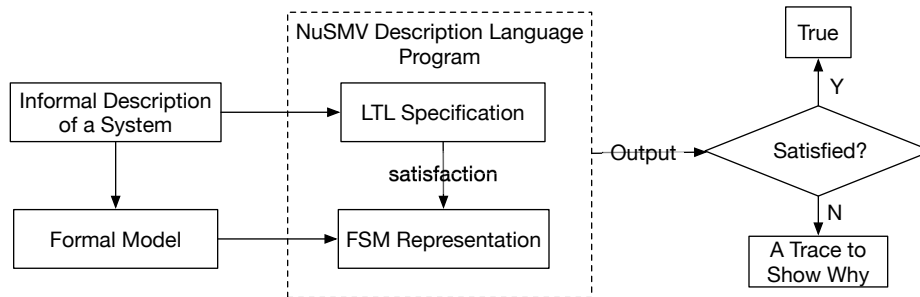 NuSMV Description Language
Program
True
Informal Description
of a System
LTL Specification
Y
Output
Satisfied?
satisfaction
N
Formal Model
FSM Representation
A Trace to
Show Why